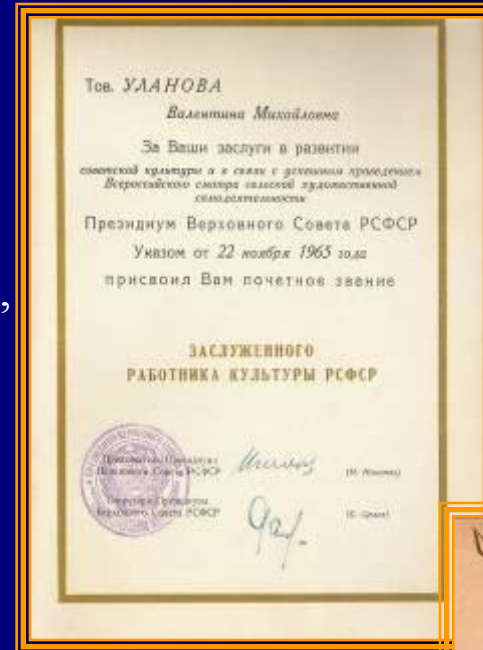 Тов. УЛАНОВА
Валентина Михайловна
За Ваши заслуги в развитии
советской культуры и в связи с успешным проведением
Всероссийского смотра сельской художественной
самодеятельности
Президиум Верховного Совета РСФСР
Указом от 22 ноября 1965 года
присвоил Вам почетное звание
,
ЗАСЛУЖЕННОГО
РАБОТНИКА КУЛЬТУРЫ РСФСР
Председатель Президиума
Верховного Совета РСФСР
Секретарь Президиума
Верховного Совета РСФСР